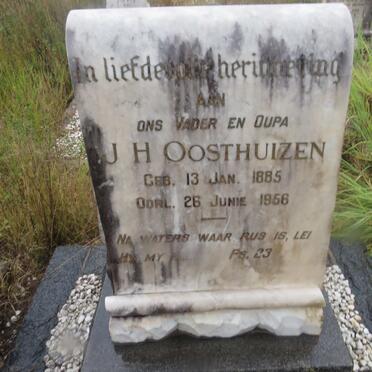 In liefdevolle herinnering
AAN
ONS VADER EN OUPA
J H OOSTHUIZEN
GEB. 13 JAN. 1885
OORL. 26 JUNIE 1956
NA WATERS WAAR RUS IS, LEI
HY MY PS. 23